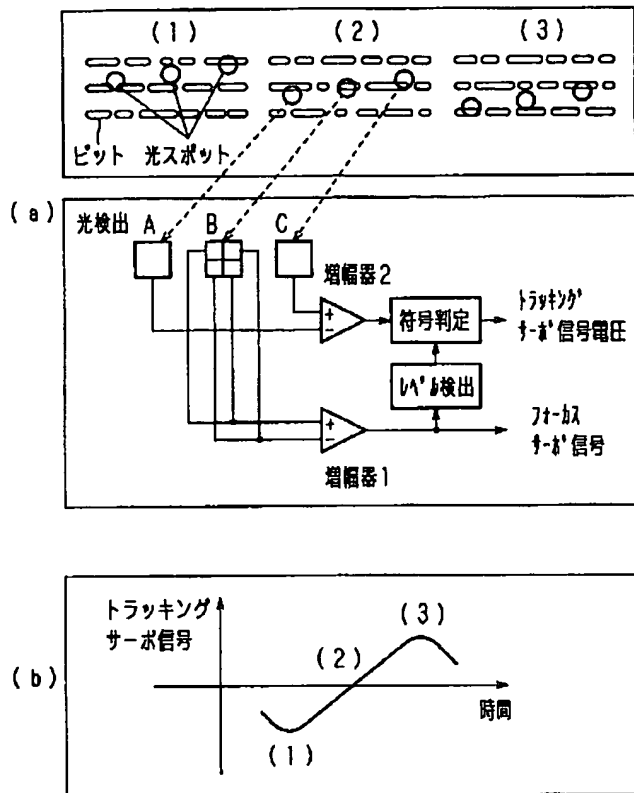 (1) (2) (3)
ピット 光スポット
(a)
光検出 A B C
増幅器2
+
-
符号判定
トラッキング
サーボ信号電圧
レベル検出
+
-
フォーカス
サーボ信号
増幅器1
(b)
トラッキング
サーボ信号
(3)
(2)
時間
(1)